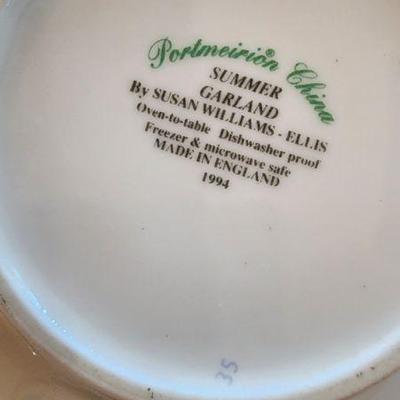 Portmeirion® China
SUMMER
GARLAND
By SUSAN WILLIAMS - ELLIS
Oven-to-table Dishwasher proof
Freezer & microwave safe
MADE IN ENGLAND
1994
35